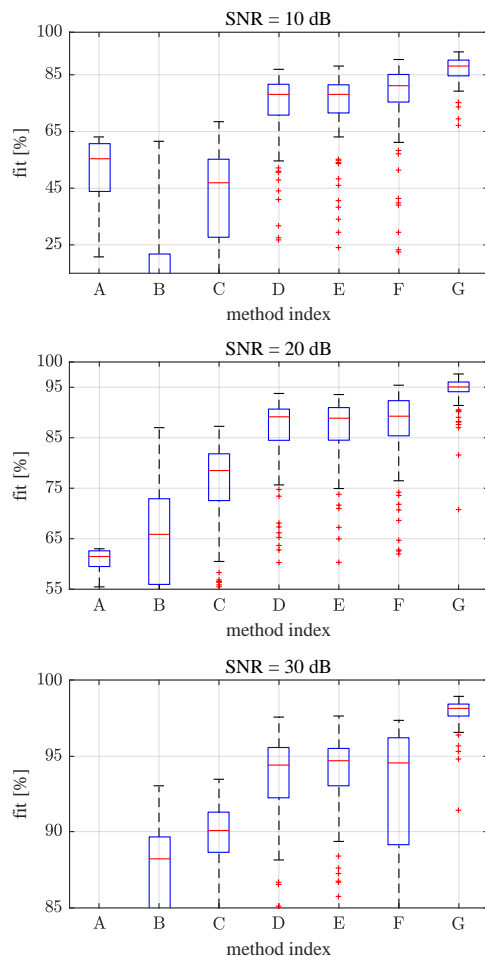 SNR = 10 dB
100
85
65
45
25
fit [%]
A B C D E F G
method index
SNR = 20 dB
100
95
85
75
65
55
fit [%]
A B C D E F G
method index
SNR = 30 dB
100
95
90
85
fit [%]
A B C D E F G
method index